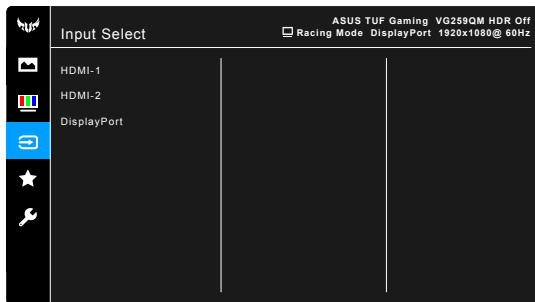 ASUS TUF Gaming VG259QM HDR Off
Input Select
Racing Mode DisplayPort 1920x1080@ 60Hz
HDMI-1
HDMI-2
DisplayPort